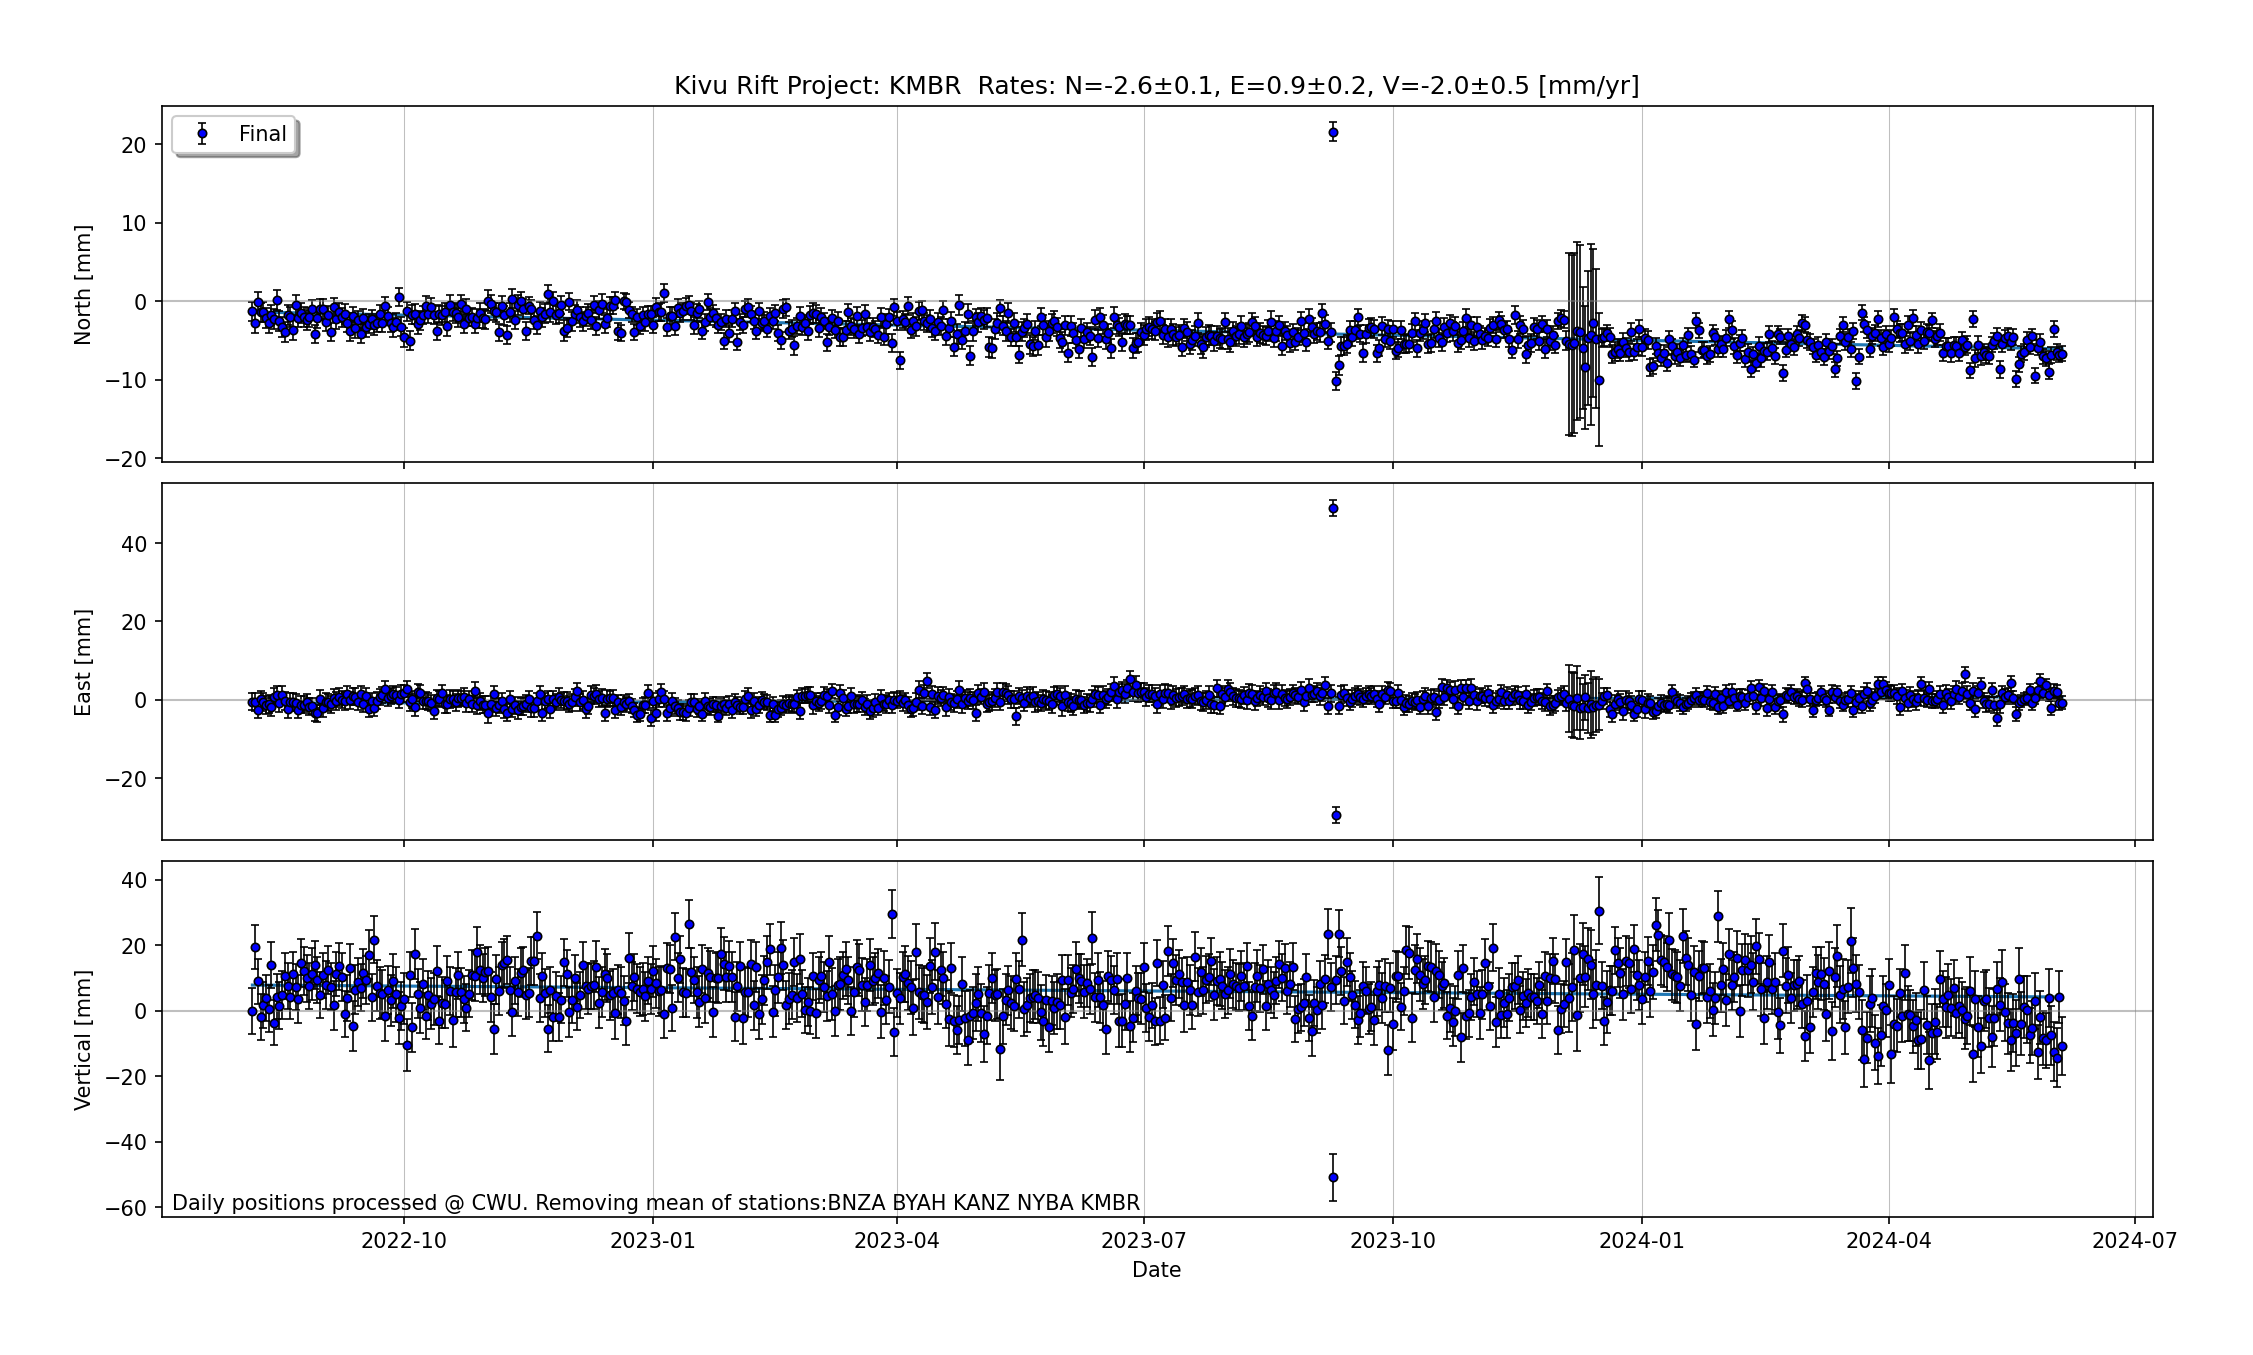 Kivu Rift Project: KMBR  Rates: N=-2.6±0.1, E=0.9±0.2, V=-2.0±0.5 [mm/yr]
Final
North [mm]
20
10
0
−10
−20
East [mm]
40
20
0
−20
Vertical [mm]
40
20
0
−20
−40
−60
Daily positions processed @ CWU. Removing mean of stations:BNZA BYAH KANZ NYBA KMBR
2022-10 2023-01 2023-04 2023-07 2023-10 2024-01 2024-04 2024-07
Date